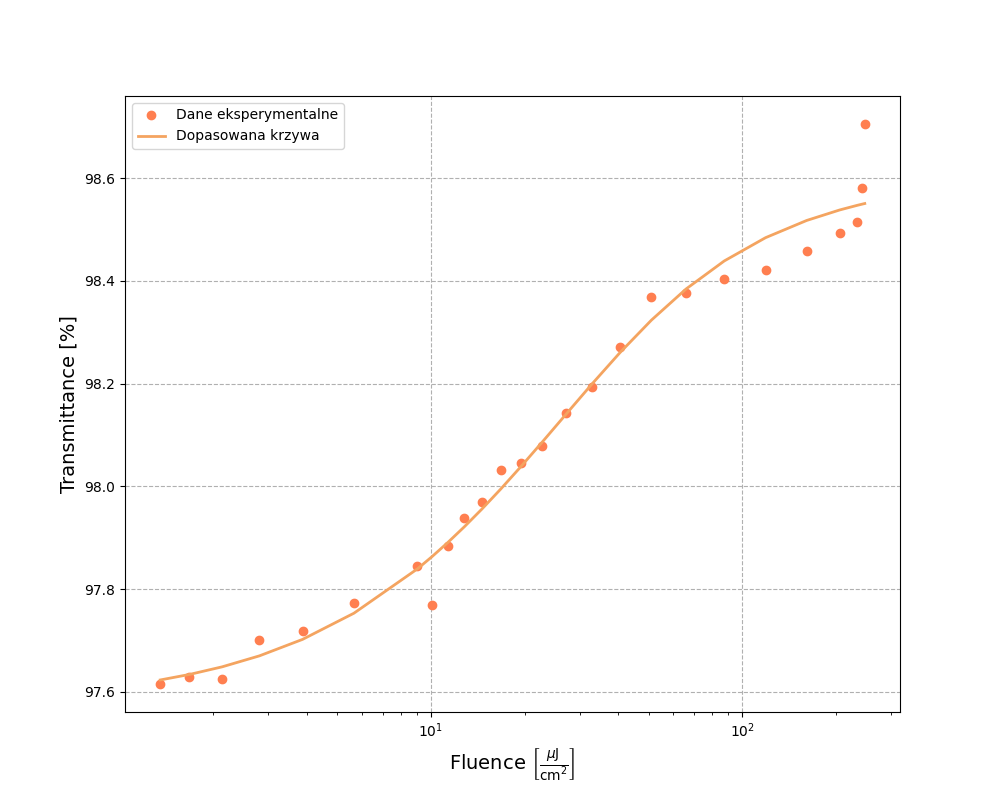 Dane eksperymentalne
Dopasowana krzywa
98.6
98.4
98.2
98.0
97.8
97.6
Transmittance [%]
10¹
10²
Fluence [μJ/cm²]